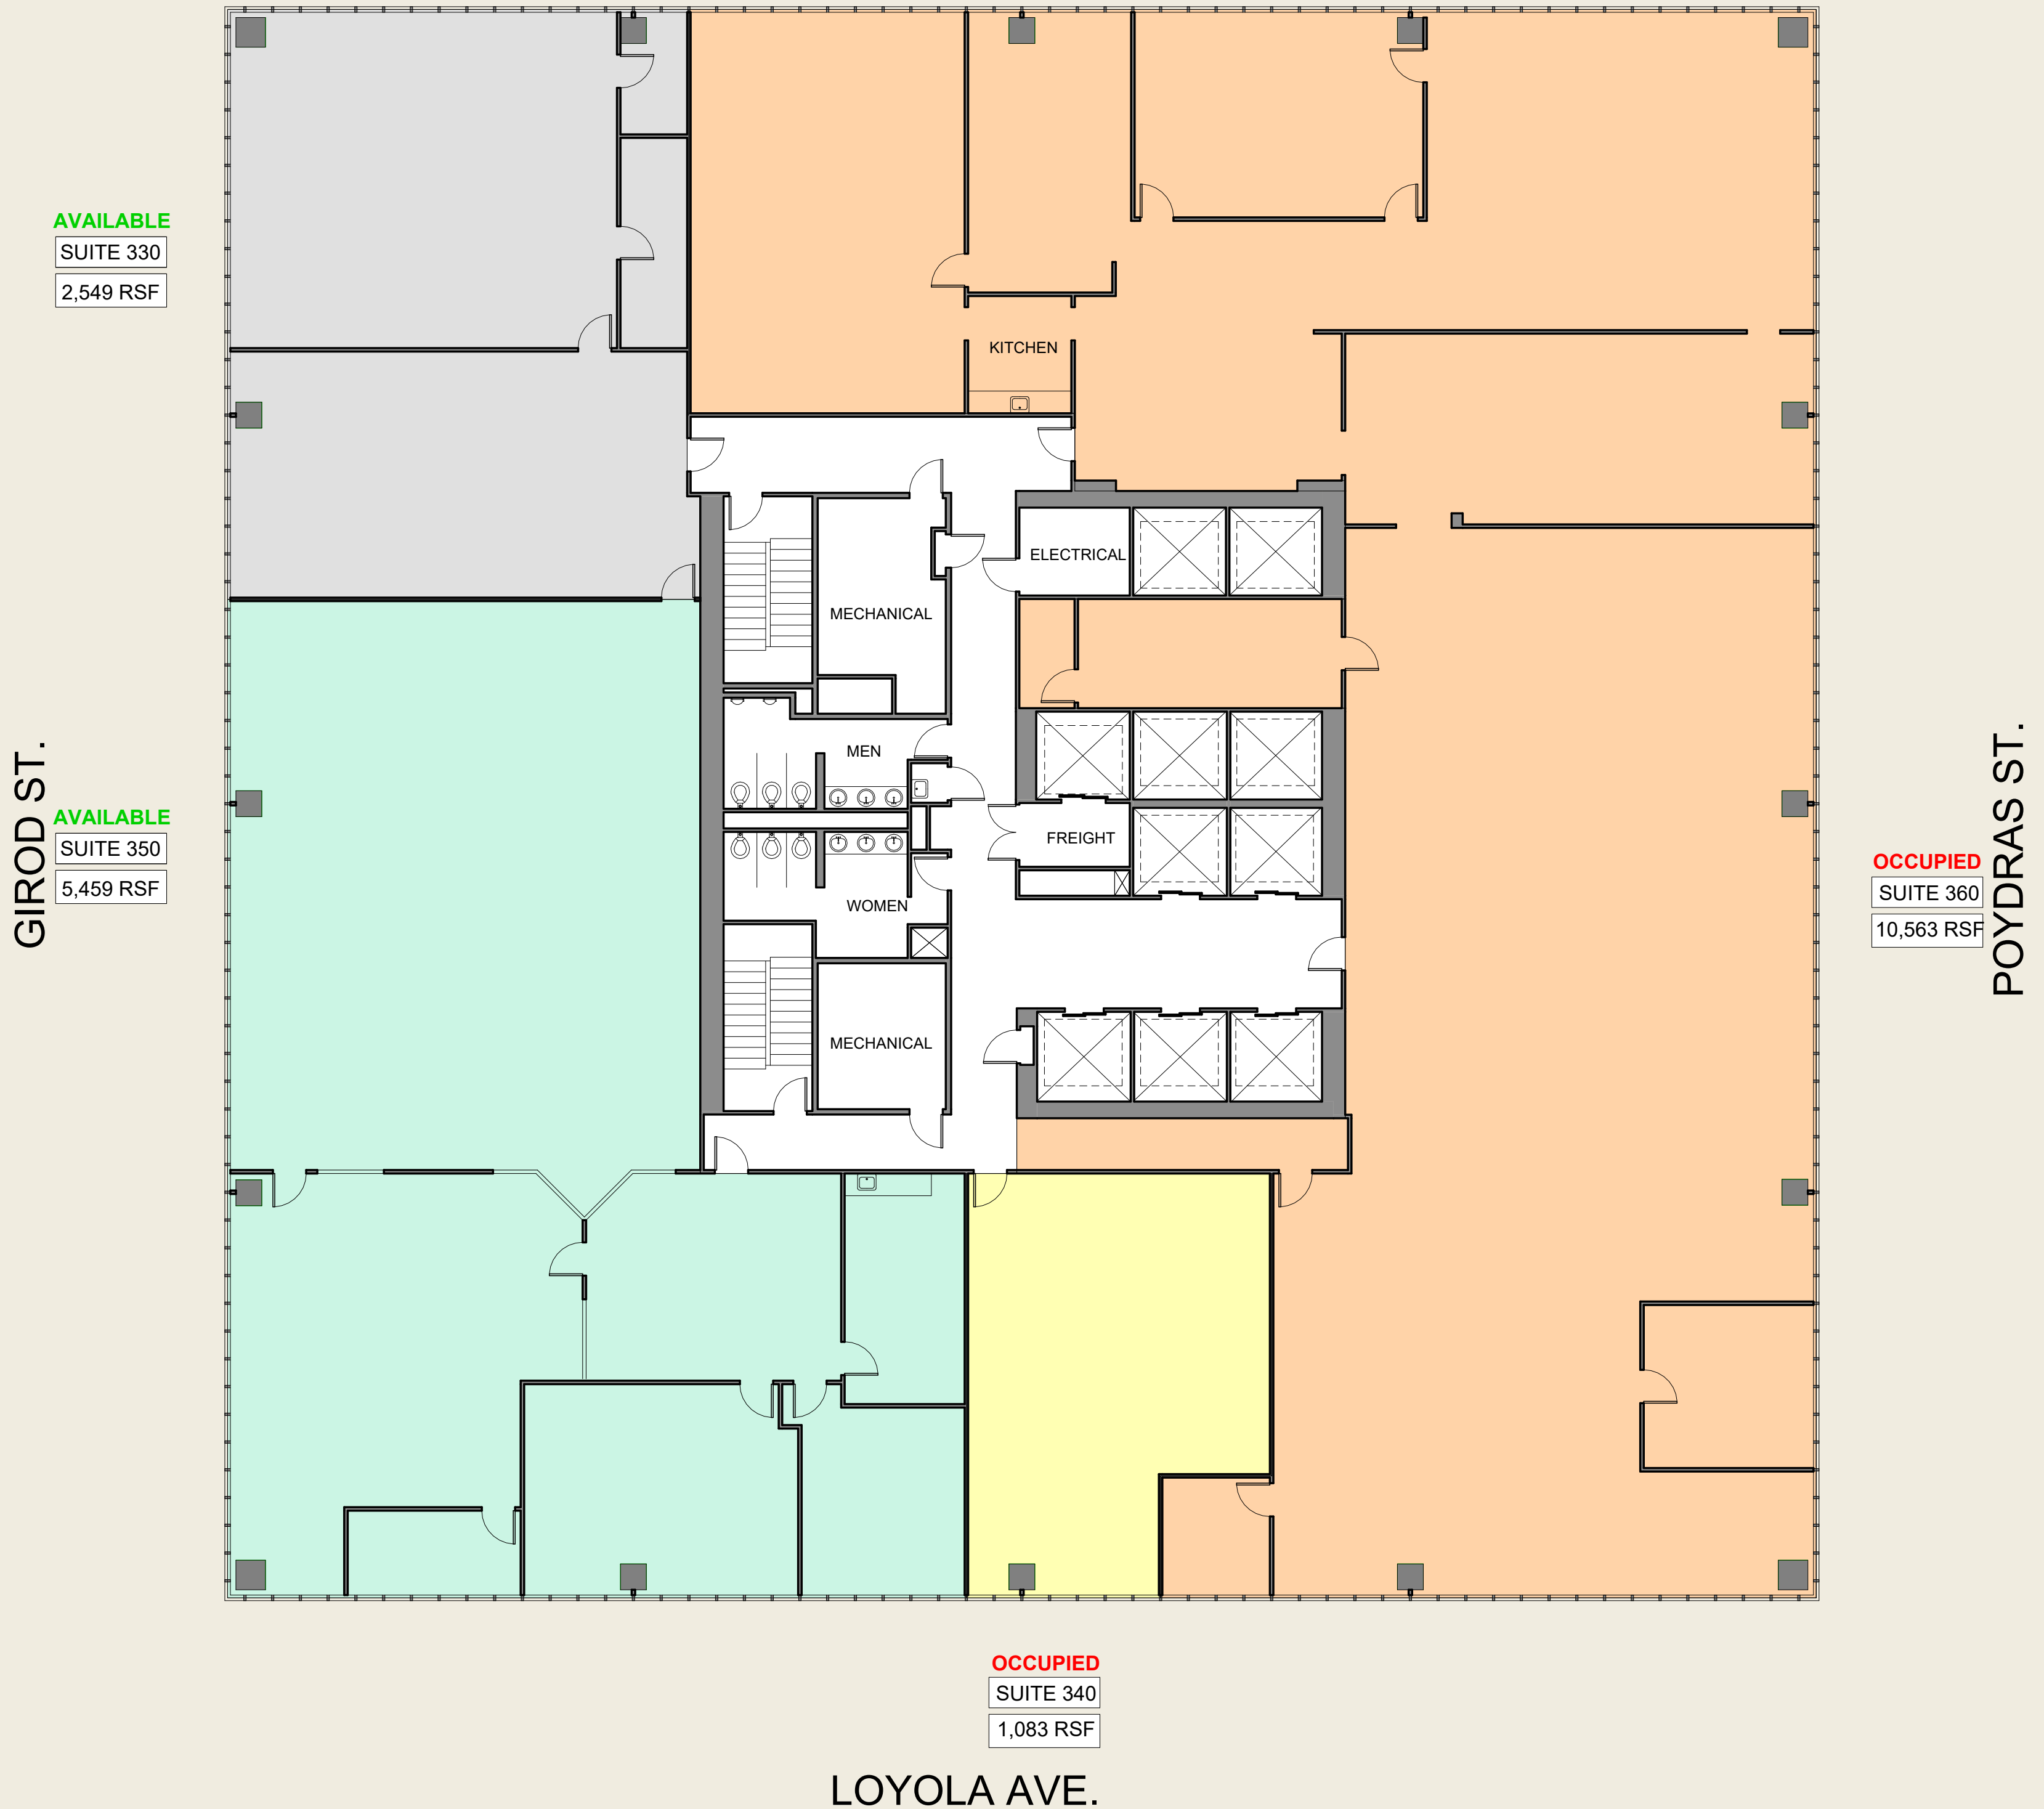 AVAILABLE
SUITE 330
2,549 RSF
KITCHEN
ELECTRICAL
MECHANICAL
MEN
FREIGHT
WOMEN
MECHANICAL
GIROD ST.
AVAILABLE
SUITE 350
5,459 RSF
OCCUPIED
SUITE 360
10,563 RSF
POYDRAS ST.
OCCUPIED
SUITE 340
1,083 RSF
LOYOLA AVE.